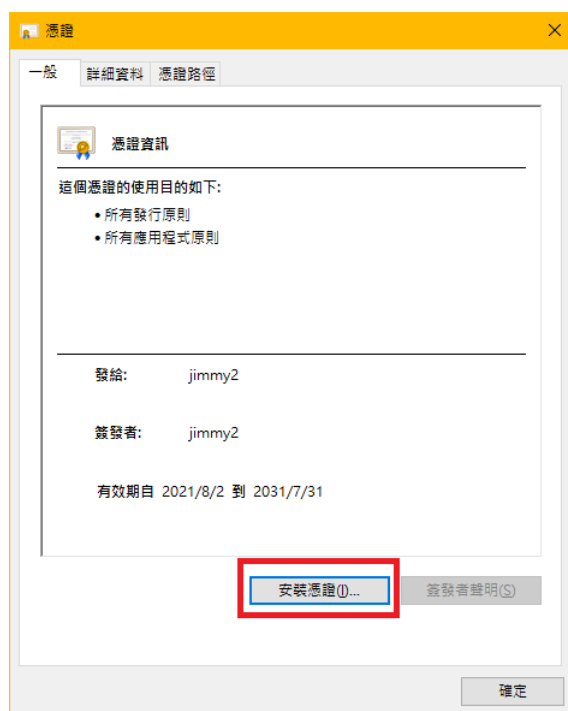 憑證
一般 詳細資料 憑證路徑
憑證資訊
這個憑證的使用目的如下:
• 所有發行原則
• 所有應用程式原則
發給: jimmy2
簽發者: jimmy2
有效期自 2021/8/2 到 2031/7/31
安裝憑證(I)... 簽發者聲明(S)
確定